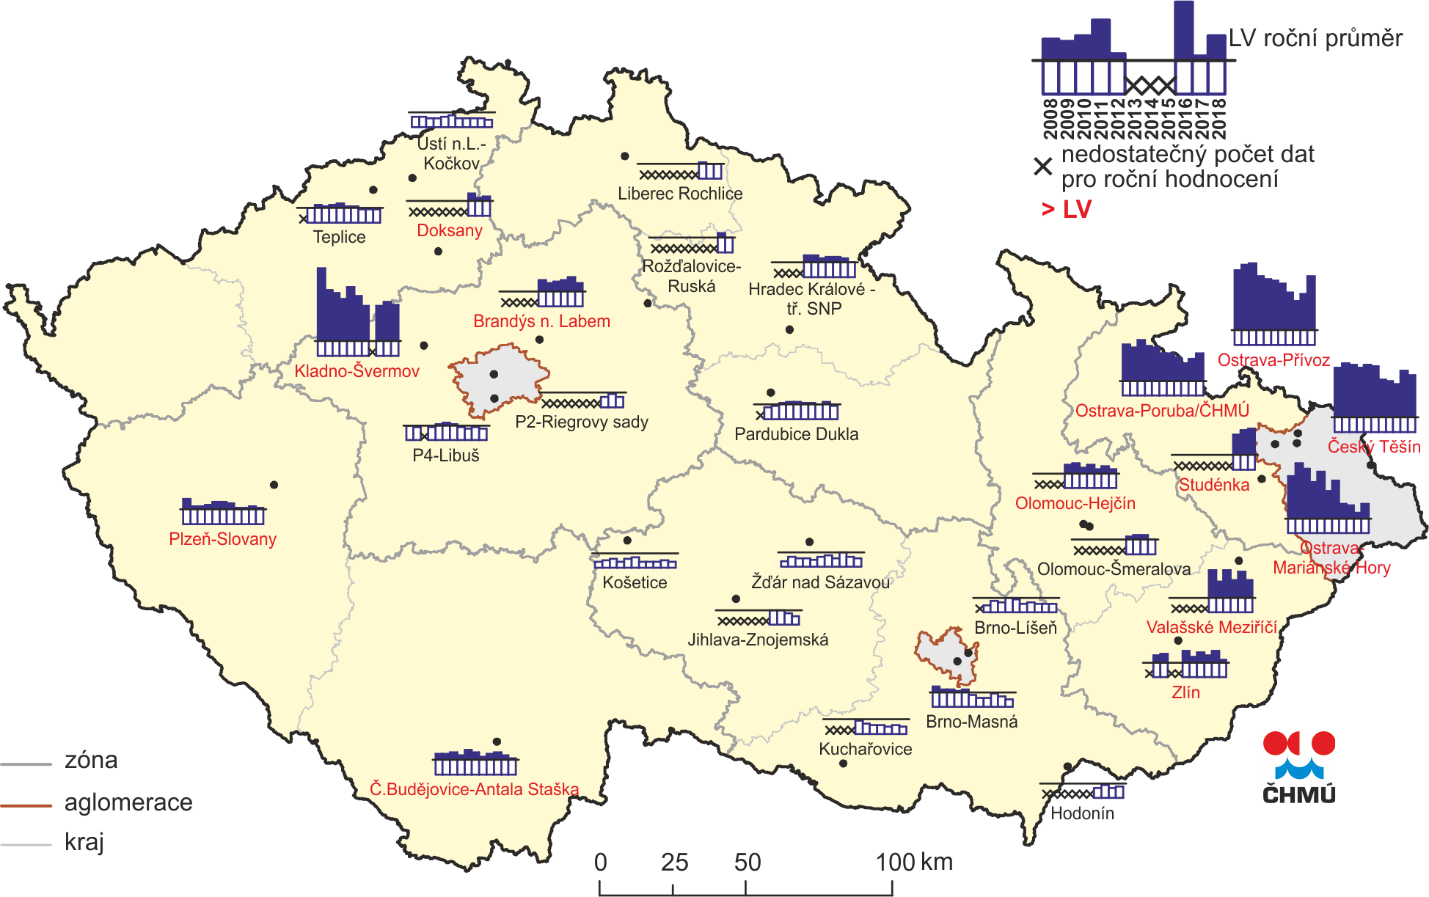 LV roční průměr
2008
2009
2010
2011
2012
2013
2014
2015
2016
2017
2018
nedostatečný počet dat
pro roční hodnocení
> LV
Ústí n.L.-
Kočkov
Liberec Rochlice
Teplice
Doksany
Rožďalovice-
Ruská
Hradec Králové -
tř. SNP
Brandýs n. Labem
Kladno-Švermov
Ostrava-Přívoz
Ostrava-Poruba/ČHMÚ
P2-Riegrovy sady
Pardubice Dukla
P4-Libuš
Český Těšín
Studénka
Olomouc-Hejčín
Plzeň-Slovany
Ostrava-
Mariánské Hory
Olomouc-Šmeralova
Košetice
Žďár nad Sázavou
Jihlava-Znojemská
Brno-Líšeň
Valašské Meziříčí
Zlín
Brno-Masná
Kuchařovice
zóna
aglomerace
kraj
Č.Budějovice-Antala Staška
ČHMÚ
Hodonín
0 25 50 100 km